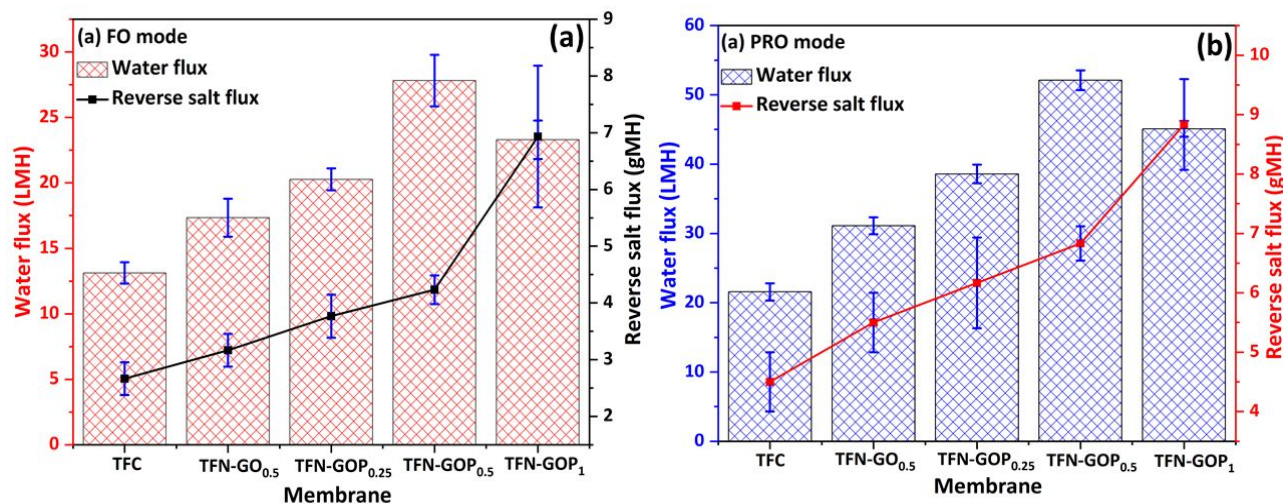 (a) FO mode
(a)
Water flux
Reverse salt flux
Water flux (LMH)
30
25
20
15
10
5
0
Reverse salt flux (gMH)
9
8
7
6
5
4
3
2
TFC
TFN-GO0.5
TFN-GOP0.25
TFN-GOP0.5
TFN-GOP1
Membrane
(a) PRO mode
(b)
Water flux
Reverse salt flux
Water flux (LMH)
60
50
40
30
20
10
0
Reverse salt flux (gMH)
10
9
8
7
6
5
4
TFC
TFN-GO0.5
TFN-GOP0.25
TFN-GOP0.5
TFN-GOP1
Membrane